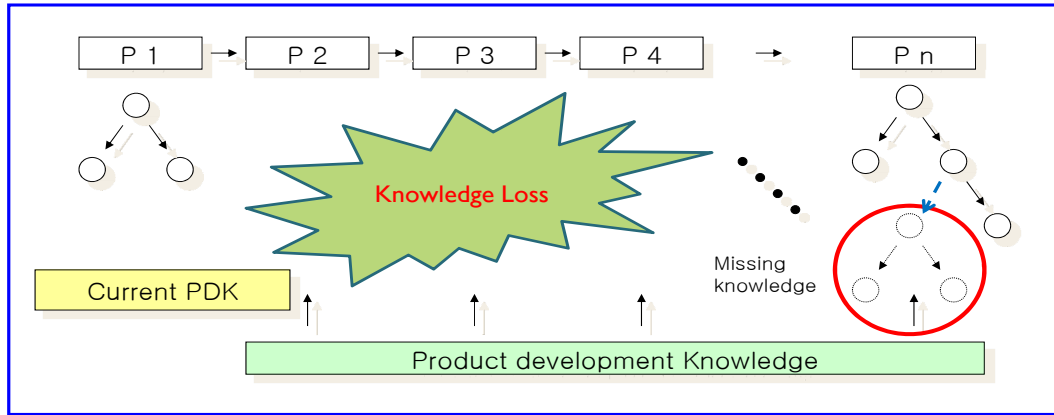 P 1
P 2
P 3
P 4
P n
Knowledge Loss
Missing
knowledge
Current PDK
Product development Knowledge